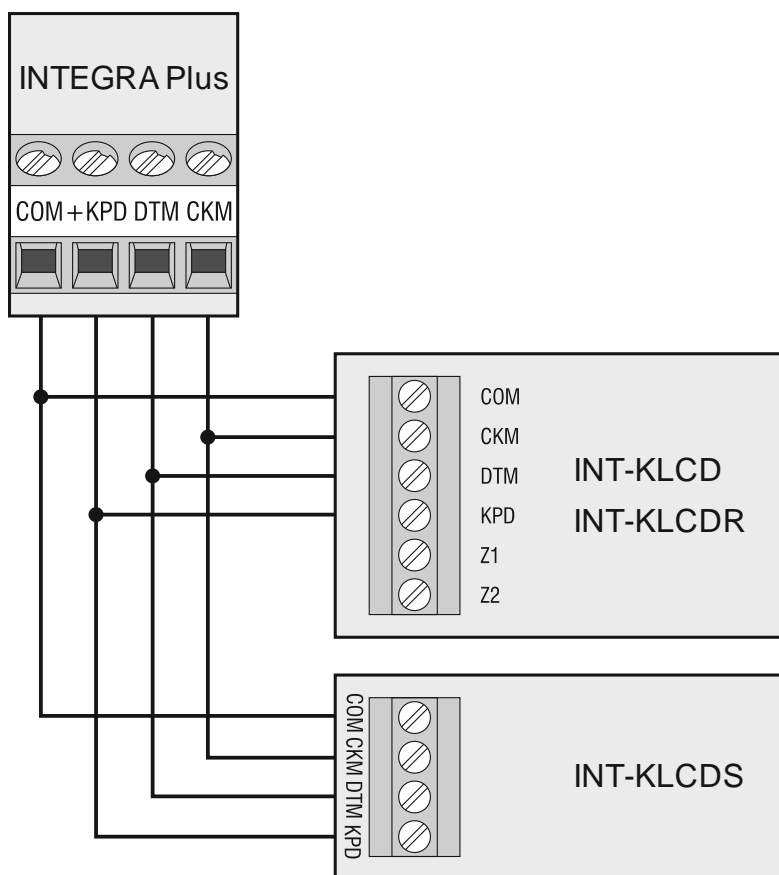 INTEGRA Plus
COM +KPD DTM CKM
COM
CKM
DTM
KPD
Z1
Z2
INT-KLCD
INT-KLCDR
COM CKM DTM KPD
INT-KLCDS